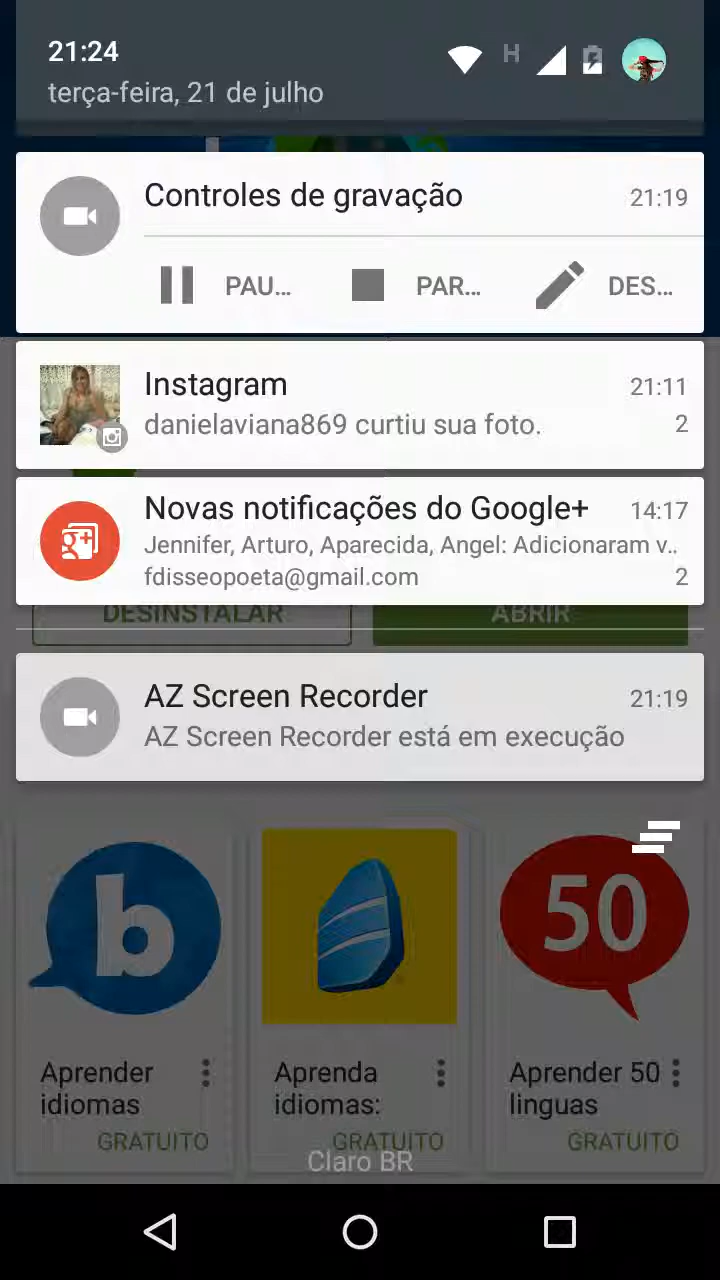 21:24
H
terça-feira, 21 de julho
Controles de gravação
21:19
PAU...
PAR...
DES...
Instagram
21:11
danielaviana869 curtiu sua foto.
2
Novas notificações do Google+
14:17
g+
Jennifer, Arturo, Aparecida, Angel: Adicionaram v..
fdisseopoeta@gmail.com
2
DESINSTALAR
ABRIR
AZ Screen Recorder
21:19
AZ Screen Recorder está em execução
b
50
Aprender idiomas
GRATUITO
Aprenda idiomas:
GRATUITO
Aprender 50 linguas
GRATUITO
Claro BR